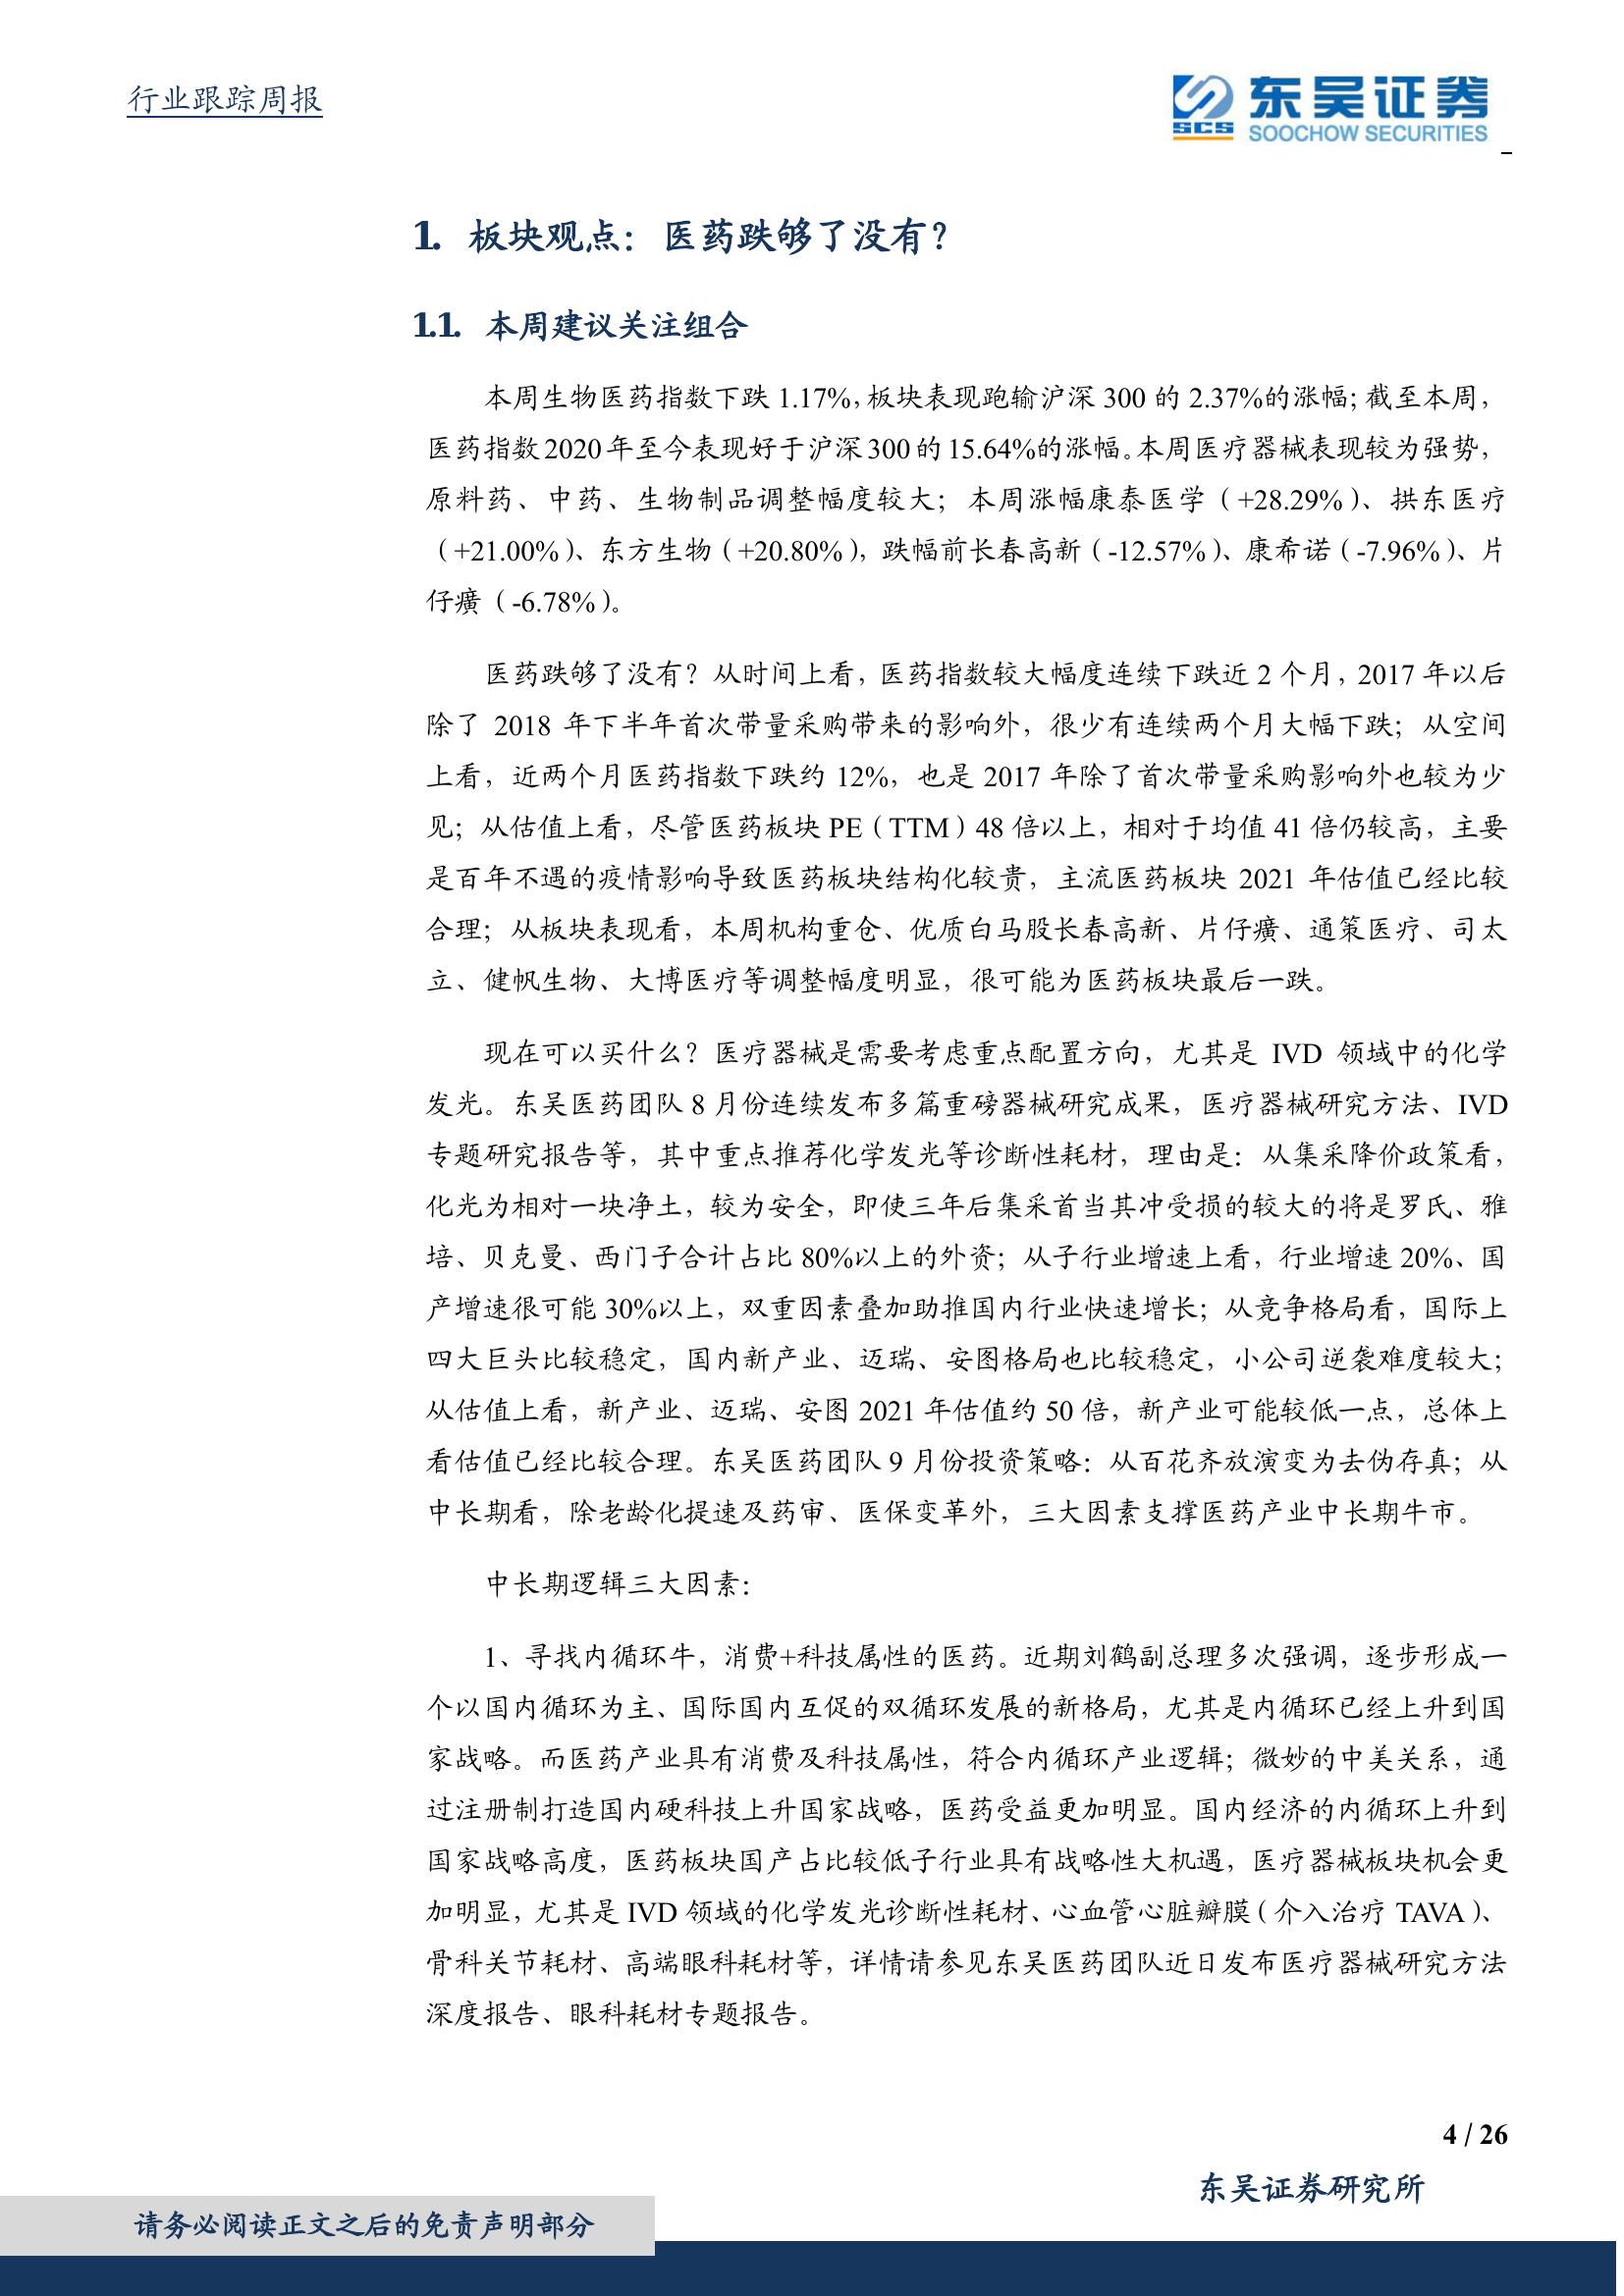 行业跟踪周报
SCS
东吴证券
SOOCHOW SECURITIES
1. 板块观点：医药跌够了没有？
1.1. 本周建议关注组合
本周生物医药指数下跌 1.17%，板块表现跑输沪深 300 的 2.37%的涨幅；截至本周，
医药指数 2020 年至今表现好于沪深 300 的 15.64%的涨幅。本周医疗器械表现较为强势，
原料药、中药、生物制品调整幅度较大；本周涨幅康泰医学（+28.29%）、拱东医疗
（+21.00%）、东方生物（+20.80%），跌幅前长春高新（-12.57%）、康希诺（-7.96%）、片
仔癀（-6.78%）。
医药跌够了没有？从时间上看，医药指数较大幅度连续下跌近 2 个月，2017 年以后
除了 2018 年下半年首次带量采购带来的影响外，很少有连续两个月大幅下跌；从空间
上看，近两个月医药指数下跌约 12%，也是 2017 年除了首次带量采购影响外也较为少
见；从估值上看，尽管医药板块 PE（TTM）48 倍以上，相对于均值 41 倍仍较高，主要
是百年不遇的疫情影响导致医药板块结构化较贵，主流医药板块 2021 年估值已经比较
合理；从板块表现看，本周机构重仓、优质白马股长春高新、片仔癀、通策医疗、司太
立、健帆生物、大博医疗等调整幅度明显，很可能为医药板块最后一跌。
现在可以买什么？医疗器械是需要考虑重点配置方向，尤其是 IVD 领域中的化学
发光。东吴医药团队 8 月份连续发布多篇重磅器械研究成果，医疗器械研究方法、IVD
专题研究报告等，其中重点推荐化学发光等诊断性耗材，理由是：从集采降价政策看，
化光为相对一块净土，较为安全，即使三年后集采首当其冲受损的较大的将是罗氏、雅
培、贝克曼、西门子合计占比 80%以上的外资；从子行业增速上看，行业增速 20%、国
产增速很可能 30%以上，双重因素叠加助推国内行业快速增长；从竞争格局看，国际上
四大巨头比较稳定，国内新产业、迈瑞、安图格局也比较稳定，小公司逆袭难度较大；
从估值上看，新产业、迈瑞、安图 2021 年估值约 50 倍，新产业可能较低一点，总体上
看估值已经比较合理。东吴医药团队 9 月份投资策略：从百花齐放演变为去伪存真；从
中长期看，除老龄化提速及药审、医保变革外，三大因素支撑医药产业中长期牛市。
中长期逻辑三大因素：
1、寻找内循环牛，消费+科技属性的医药。近期刘鹤副总理多次强调，逐步形成一
个以国内循环为主、国际国内互促的双循环发展的新格局，尤其是内循环已经上升到国
家战略。而医药产业具有消费及科技属性，符合内循环产业逻辑；微妙的中美关系，通
过注册制打造国内硬科技上升国家战略，医药受益更加明显。国内经济的内循环上升到
国家战略高度，医药板块国产占比较低子行业具有战略性大机遇，医疗器械板块机会更
加明显，尤其是 IVD 领域的化学发光诊断性耗材、心血管心脏瓣膜（介入治疗 TAVA）、
骨科关节耗材、高端眼科耗材等，详情请参见东吴医药团队近日发布医疗器械研究方法
深度报告、眼科耗材专题报告。
4 / 26
东吴证券研究所
请务必阅读正文之后的免责声明部分